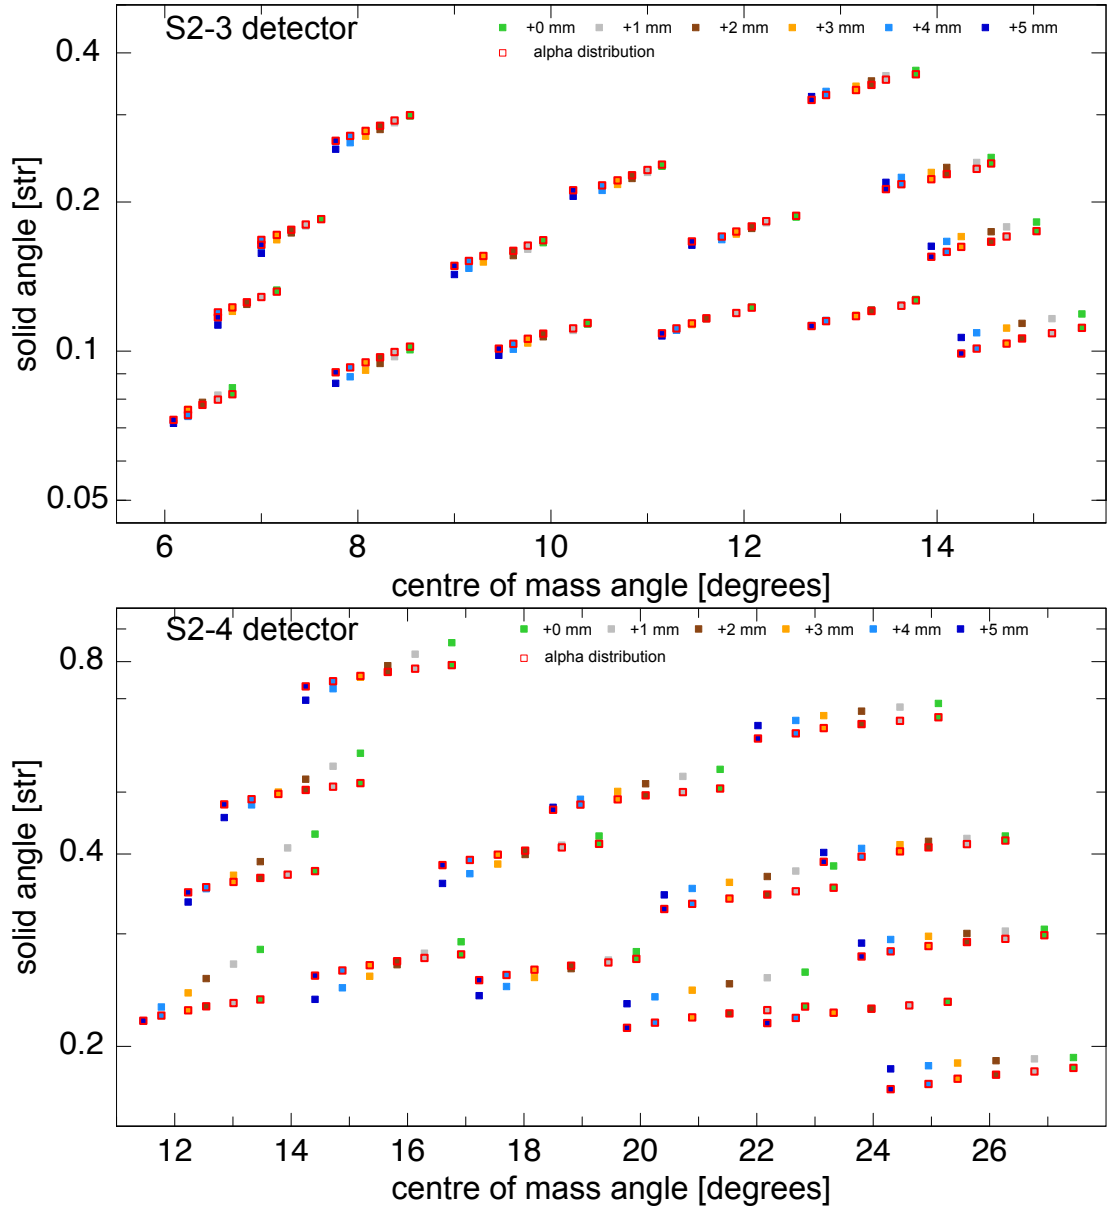 S2-3 detector
+0 mm +1 mm +2 mm +3 mm +4 mm +5 mm
alpha distribution
0.4
0.2
0.1
0.05
solid angle [str]
6 8 10 12 14
centre of mass angle [degrees]
S2-4 detector
+0 mm +1 mm +2 mm +3 mm +4 mm +5 mm
alpha distribution
0.8
0.4
0.2
solid angle [str]
12 14 16 18 20 22 24 26
centre of mass angle [degrees]